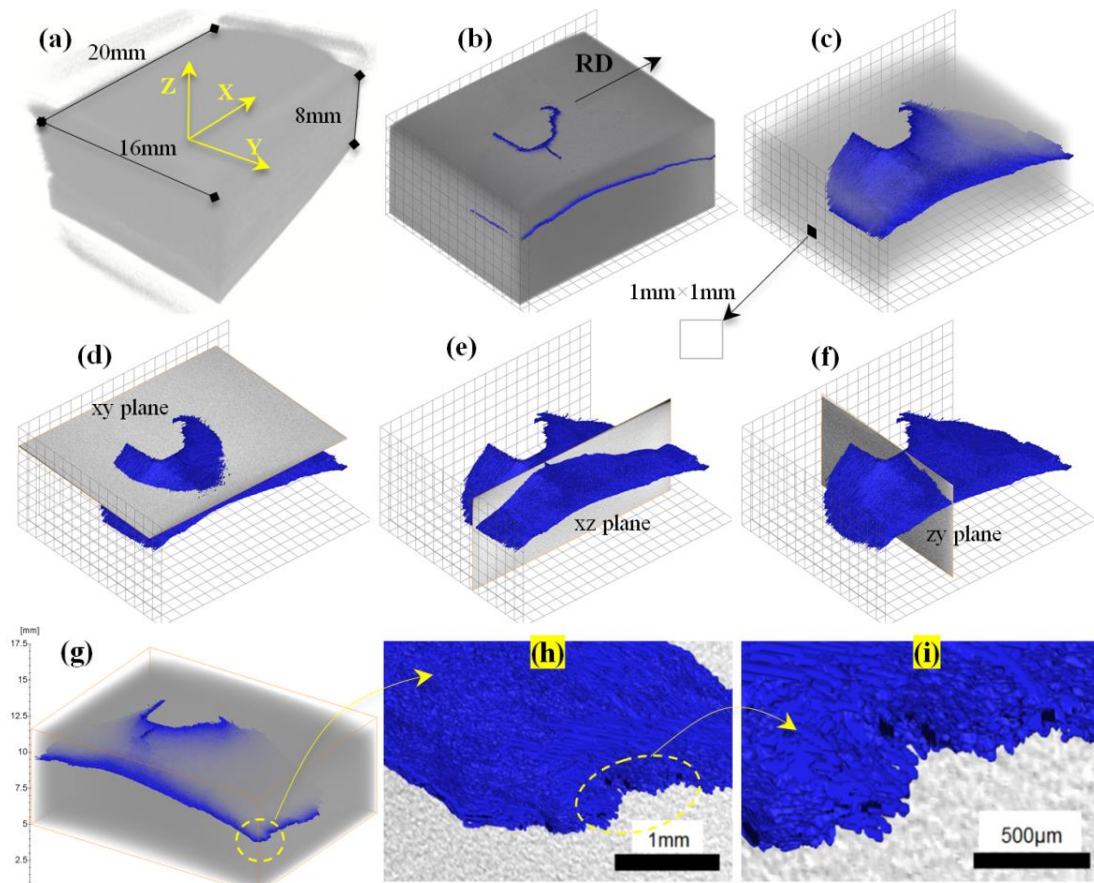 (a)
20mm
16mm
8mm
Z
X
Y
(b)
RD
(c)
1mm×1mm
(d)
xy plane
(e)
xz plane
(f)
zy plane
(g)
[mm]
17.5
15
12.5
10
7.5
5
2.5
(h)
1mm
(i)
500μm